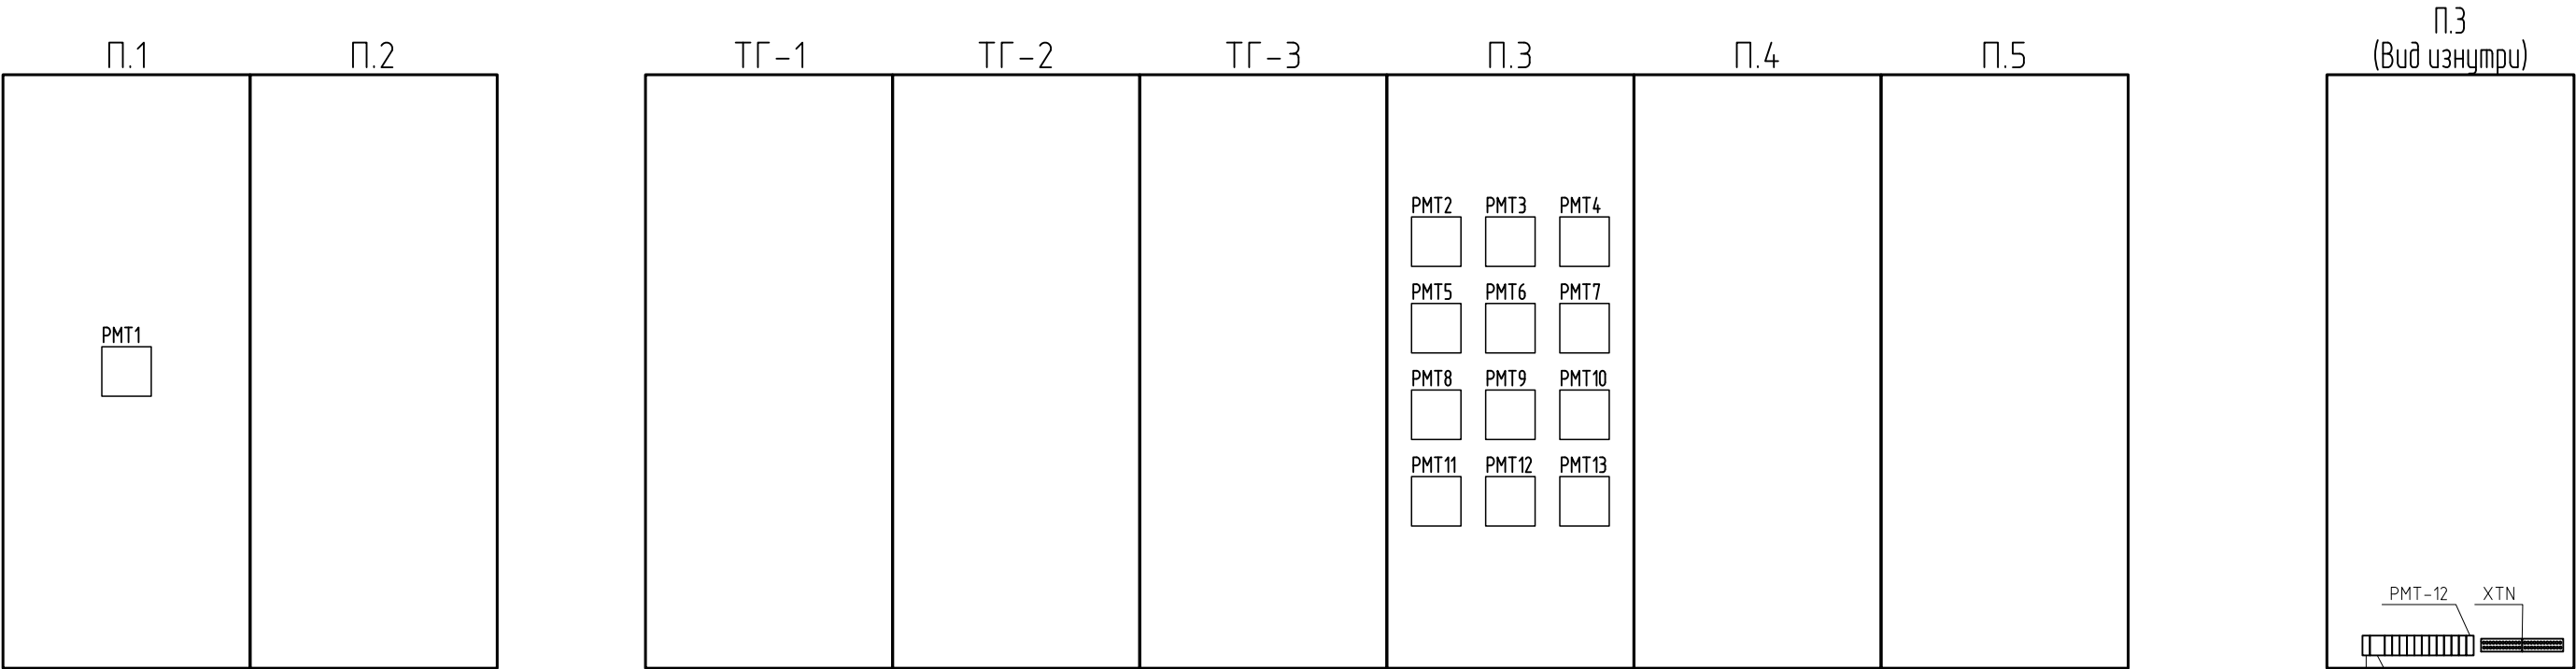 П.1
П.2
ТГ-1
ТГ-2
ТГ-3
П.3
П.4
П.5
П.3
(Вид изнутри)
РМТ1
РМТ2
РМТ3
РМТ4
РМТ5
РМТ6
РМТ7
РМТ8
РМТ9
РМТ10
РМТ11
РМТ12
РМТ13
РМТ-12
XTN